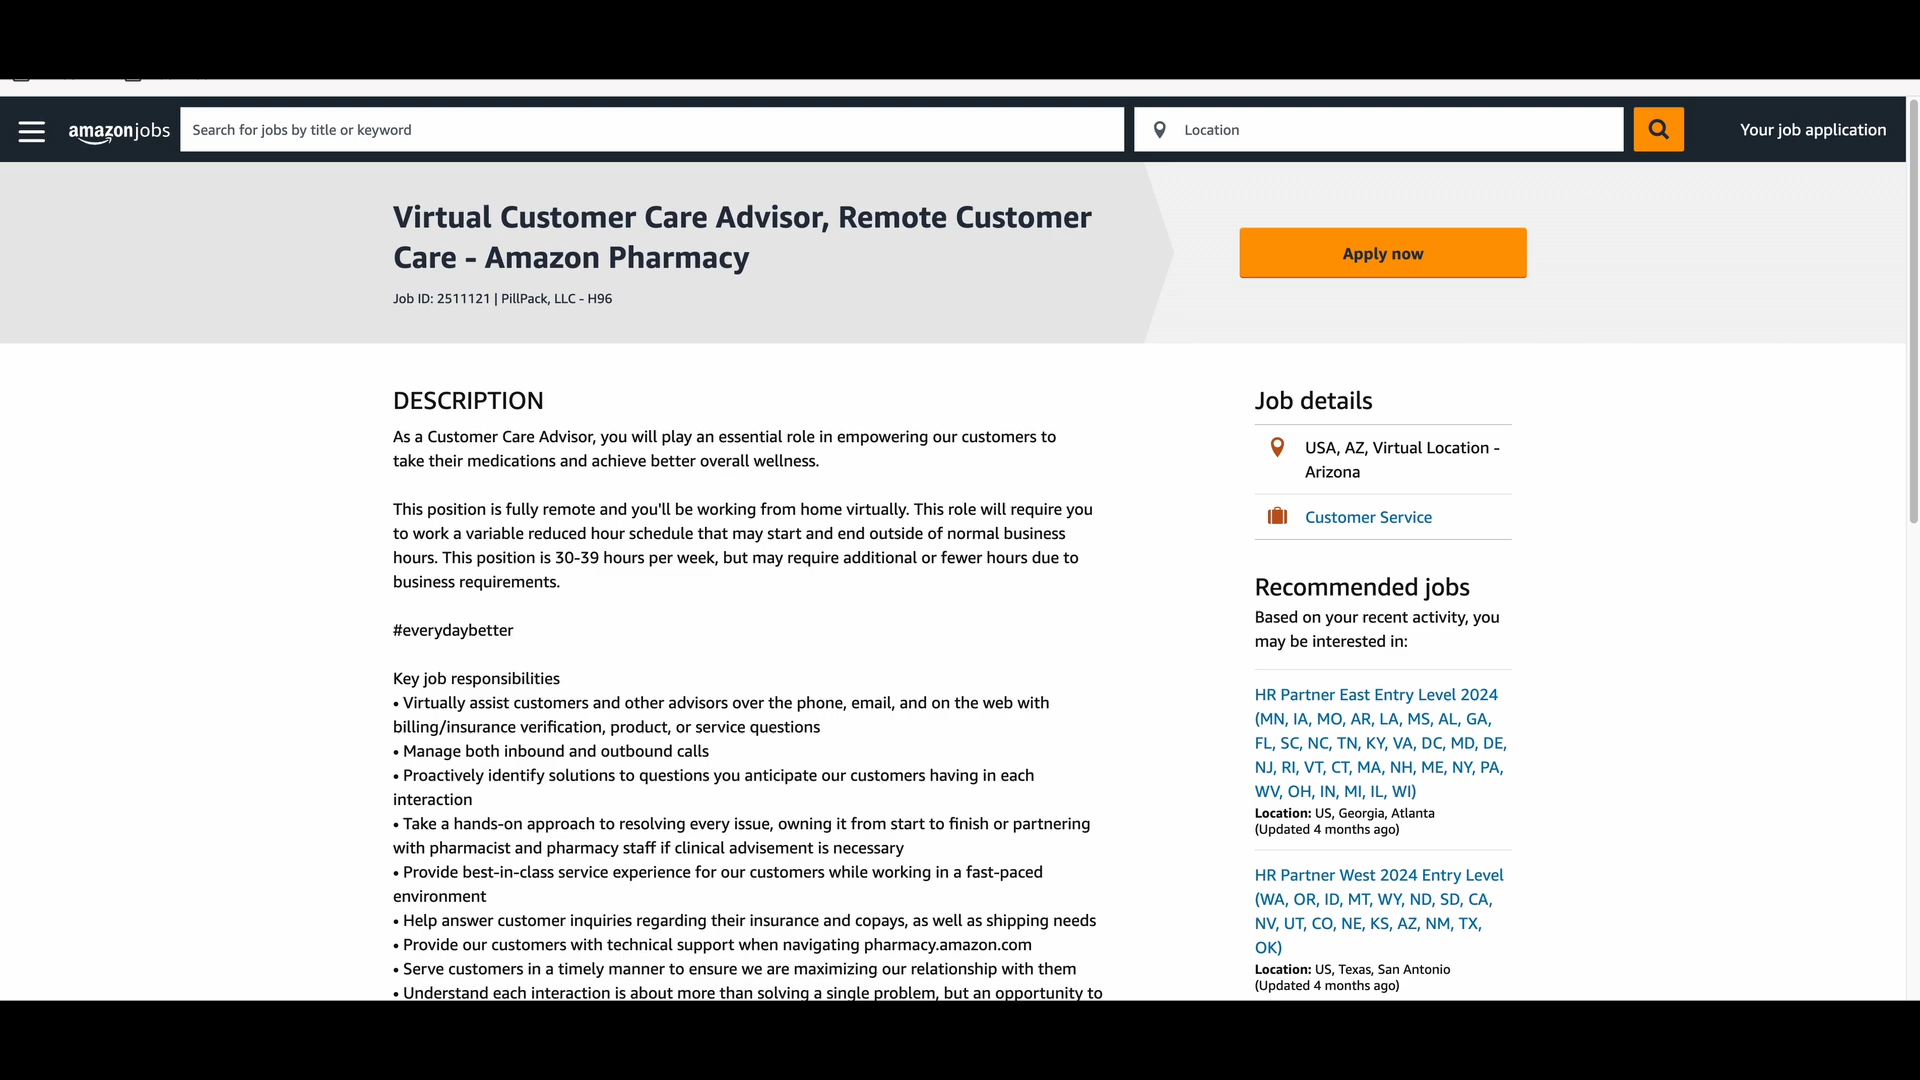 amazon jobs
Search for jobs by title or keyword
Location
Your job application
Virtual Customer Care Advisor, Remote Customer
Care - Amazon Pharmacy
Job ID: 2511121 | PillPack, LLC - H96
Apply now
DESCRIPTION
As a Customer Care Advisor, you will play an essential role in empowering our customers to
take their medications and achieve better overall wellness.
This position is fully remote and you'll be working from home virtually. This role will require you
to work a variable reduced hour schedule that may start and end outside of normal business
hours. This position is 30-39 hours per week, but may require additional or fewer hours due to
business requirements.
#everydaybetter
Key job responsibilities
• Virtually assist customers and other advisors over the phone, email, and on the web with
billing/insurance verification, product, or service questions
• Manage both inbound and outbound calls
• Proactively identify solutions to questions you anticipate our customers having in each
interaction
• Take a hands-on approach to resolving every issue, owning it from start to finish or partnering
with pharmacist and pharmacy staff if clinical advisement is necessary
• Provide best-in-class service experience for our customers while working in a fast-paced
environment
• Help answer customer inquiries regarding their insurance and copays, as well as shipping needs
• Provide our customers with technical support when navigating pharmacy.amazon.com
• Serve customers in a timely manner to ensure we are maximizing our relationship with them
• Understand each interaction is about more than solving a single problem, but an opportunity to
Job details
USA, AZ, Virtual Location -
Arizona
Customer Service
Recommended jobs
Based on your recent activity, you
may be interested in:
HR Partner East Entry Level 2024
(MN, IA, MO, AR, LA, MS, AL, GA,
FL, SC, NC, TN, KY, VA, DC, MD, DE,
NJ, RI, VT, CT, MA, NH, ME, NY, PA,
WV, OH, IN, MI, IL, WI)
Location: US, Georgia, Atlanta
(Updated 4 months ago)
HR Partner West 2024 Entry Level
(WA, OR, ID, MT, WY, ND, SD, CA,
NV, UT, CO, NE, KS, AZ, NM, TX,
OK)
Location: US, Texas, San Antonio
(Updated 4 months ago)